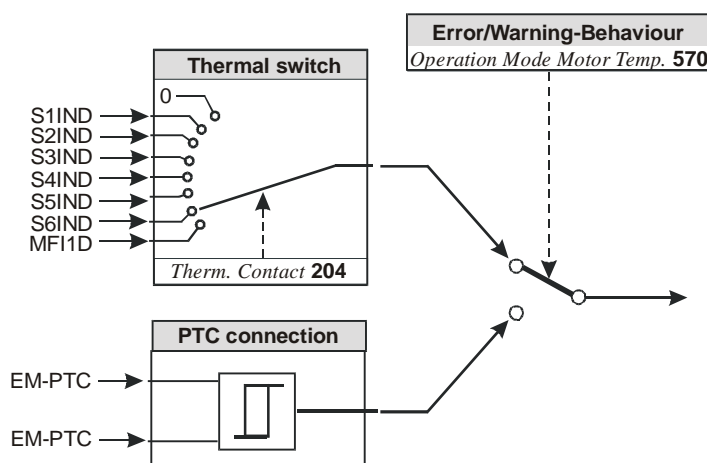 Error/Warning-Behaviour
Operation Mode Motor Temp. 570
Thermal switch
0
S1IND
S2IND
S3IND
S4IND
S5IND
S6IND
MFI1D
Therm. Contact 204
PTC connection
EM-PTC
EM-PTC